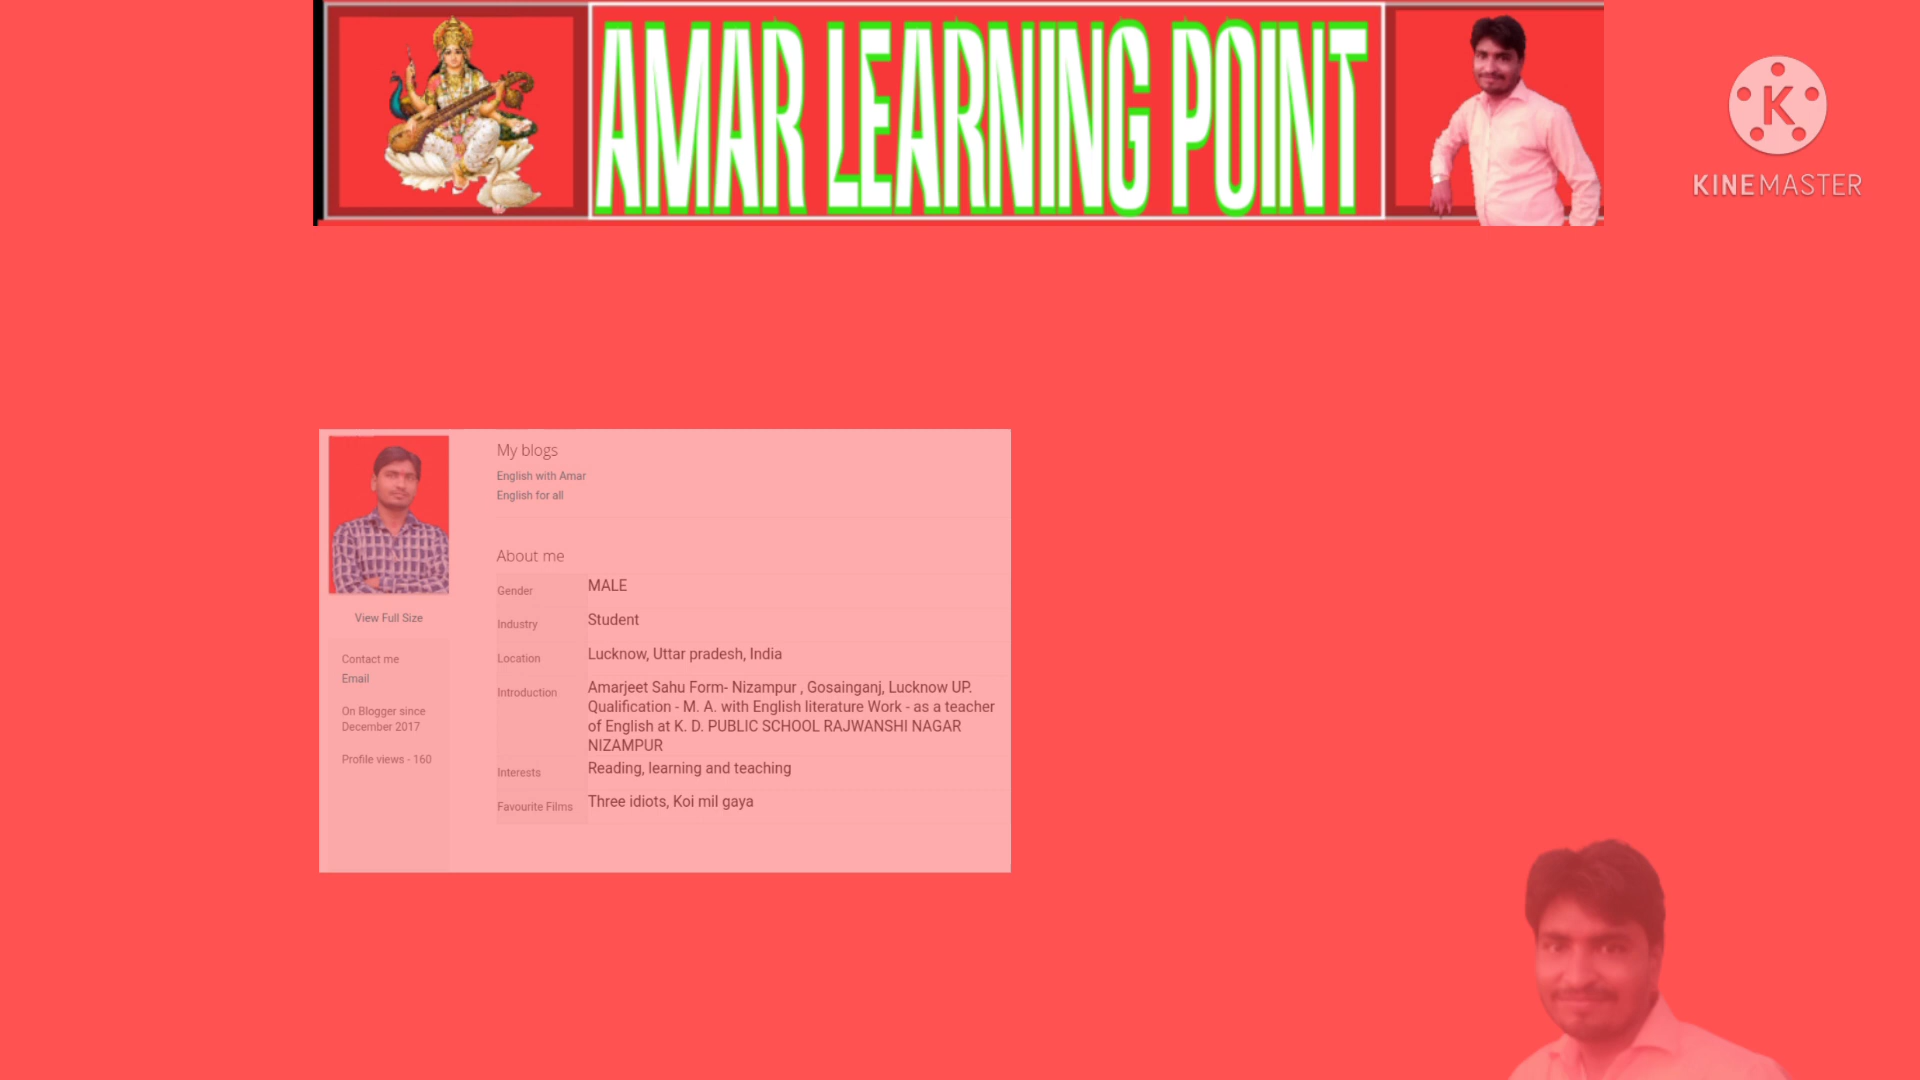 AMAR LEARNING POINT
K
KINEMASTER
My blogs
English with Amar
English for all
About me
Gender MALE
Industry Student
Location Lucknow, Uttar pradesh, India
Introduction Amarjeet Sahu Form- Nizampur , Gosainganj, Lucknow UP.
Qualification - M. A. with English literature Work - as a teacher
of English at K. D. PUBLIC SCHOOL RAJWANSHI NAGAR
NIZAMPUR
Interests Reading, learning and teaching
Favourite Films Three idiots, Koi mil gaya
View Full Size
Contact me
Email
On Blogger since
December 2017
Profile views - 160